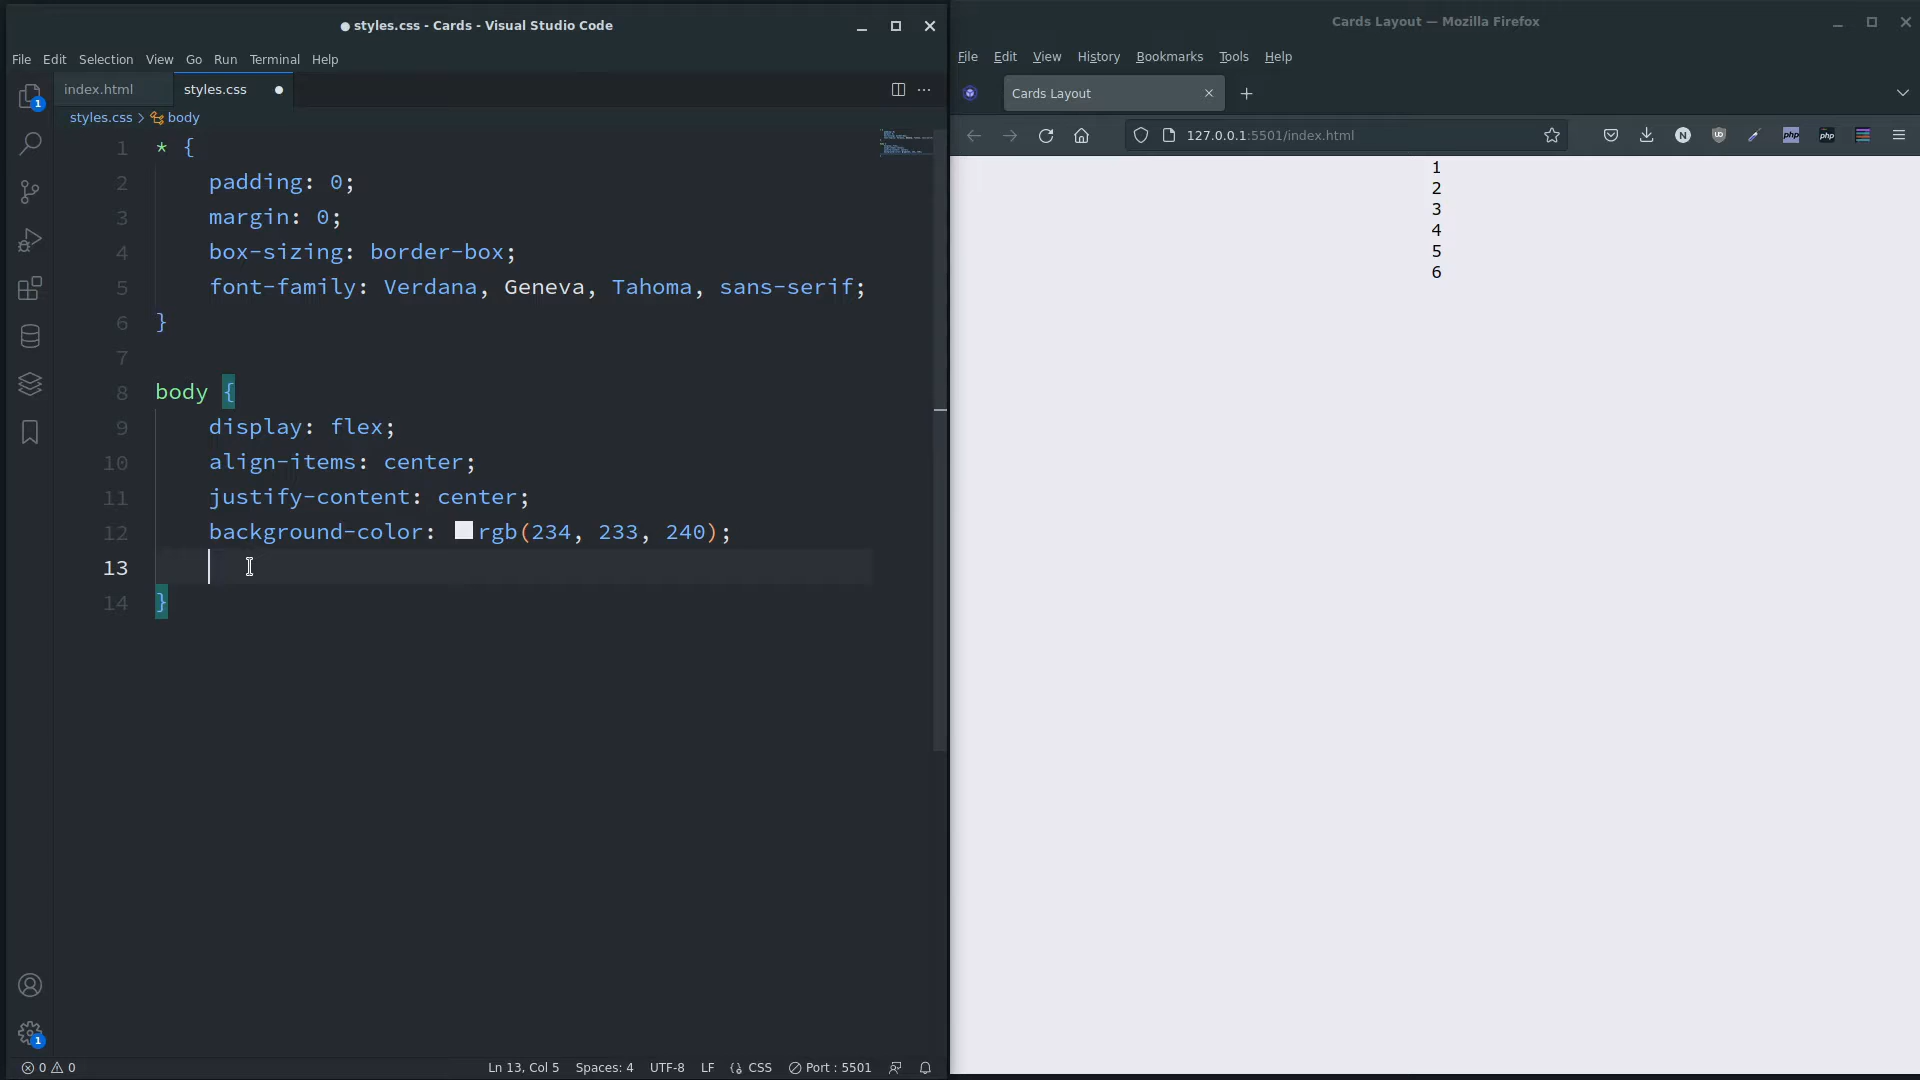 ● styles.css - Cards - Visual Studio Code
File Edit Selection View Go Run Terminal Help
index.html styles.css ●
styles.css > body
1 * {
2 padding: 0;
3 margin: 0;
4 box-sizing: border-box;
5 font-family: Verdana, Geneva, Tahoma, sans-serif;
6 }
7
8 body {
9 display: flex;
10 align-items: center;
11 justify-content: center;
12 background-color: rgb(234, 233, 240);
13
14 }
1
1
0 0
Ln 13, Col 5 Spaces: 4 UTF-8 LF CSS Port : 5501
Cards Layout — Mozilla Firefox
File Edit View History Bookmarks Tools Help
Cards Layout
127.0.0.1:5501/index.html
N
php
php
1
2
3
4
5
6